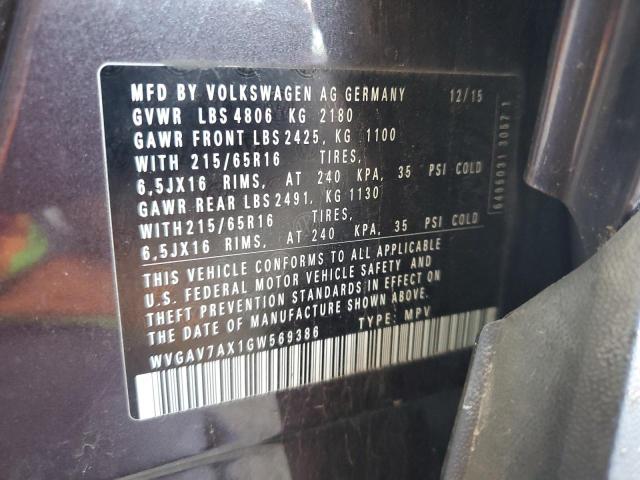 MFD BY VOLKSWAGEN AG GERMANY 12/15
GVWR LBS 4806 KG 2180
GAWR FRONT LBS 2425, KG 1100
WITH 215/65R16 TIRES,
6,5JX16 RIMS, AT 240 KPA, 35 PSI COLD
GAWR REAR LBS 2491, KG 1130
WITH 215/65R16 TIRES,
6,5JX16 RIMS, AT 240 KPA, 35 PSI COLD
THIS VEHICLE CONFORMS TO ALL APPLICABLE
U.S. FEDERAL MOTOR VEHICLE SAFETY AND
THEFT PREVENTION STANDARDS IN EFFECT ON
THE DATE OF MANUFACTURE SHOWN ABOVE.
WVGAV7AX1GW569386 TYPE: MPV